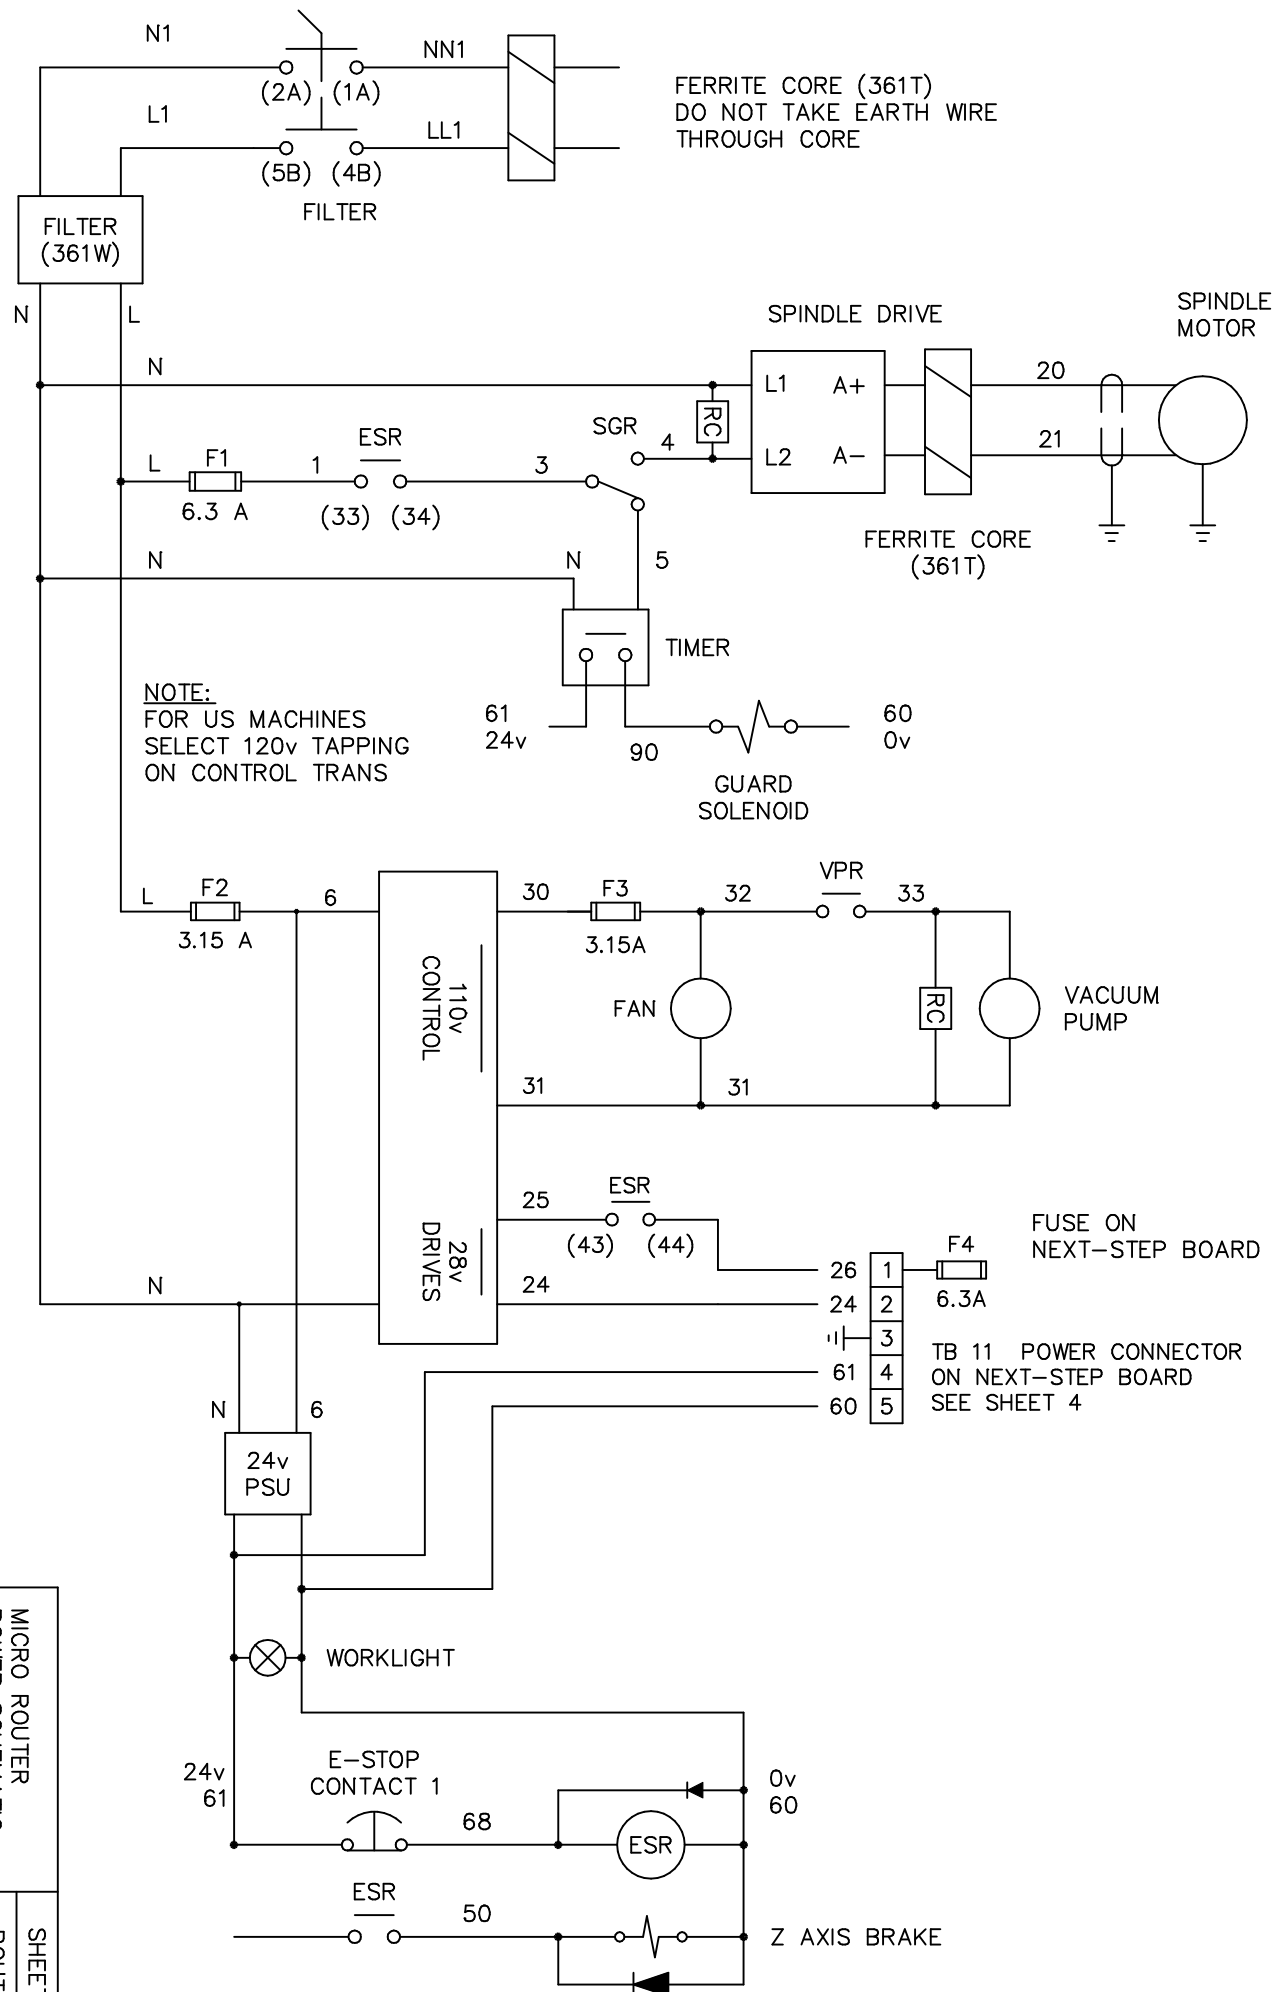 N1
NN1
(2A) (1A)
L1
LL1
(5B) (4B)
FILTER
FERRITE CORE (361T)
DO NOT TAKE EARTH WIRE
THROUGH CORE
FILTER
(361W)
N
L
SPINDLE DRIVE
SPINDLE
MOTOR
N
L1
A+
20
RC
SGR
4
L2
A−
21
L
F1
6.3 A
1
ESR
(33) (34)
3
FERRITE CORE
(361T)
N
N
5
TIMER
NOTE:
FOR US MACHINES
SELECT 120v TAPPING
ON CONTROL TRANS
61
24v
90
60
0v
GUARD
SOLENOID
L
F2
3.15 A
6
110v
CONTROL
30
F3
3.15A
32
VPR
33
FAN
RC
VACUUM
PUMP
31
31
28v
DRIVES
25
ESR
(43) (44)
FUSE ON
NEXT−STEP BOARD
26
1
F4
6.3A
N
24
24
2
3
61
4
60
5
TB 11 POWER CONNECTOR
ON NEXT−STEP BOARD
SEE SHEET 4
N
6
24v
PSU
WORKLIGHT
24v
61
E−STOP
CONTACT 1
68
ESR
0v
60
ESR
50
Z AXIS BRAKE
MICRO ROUTER